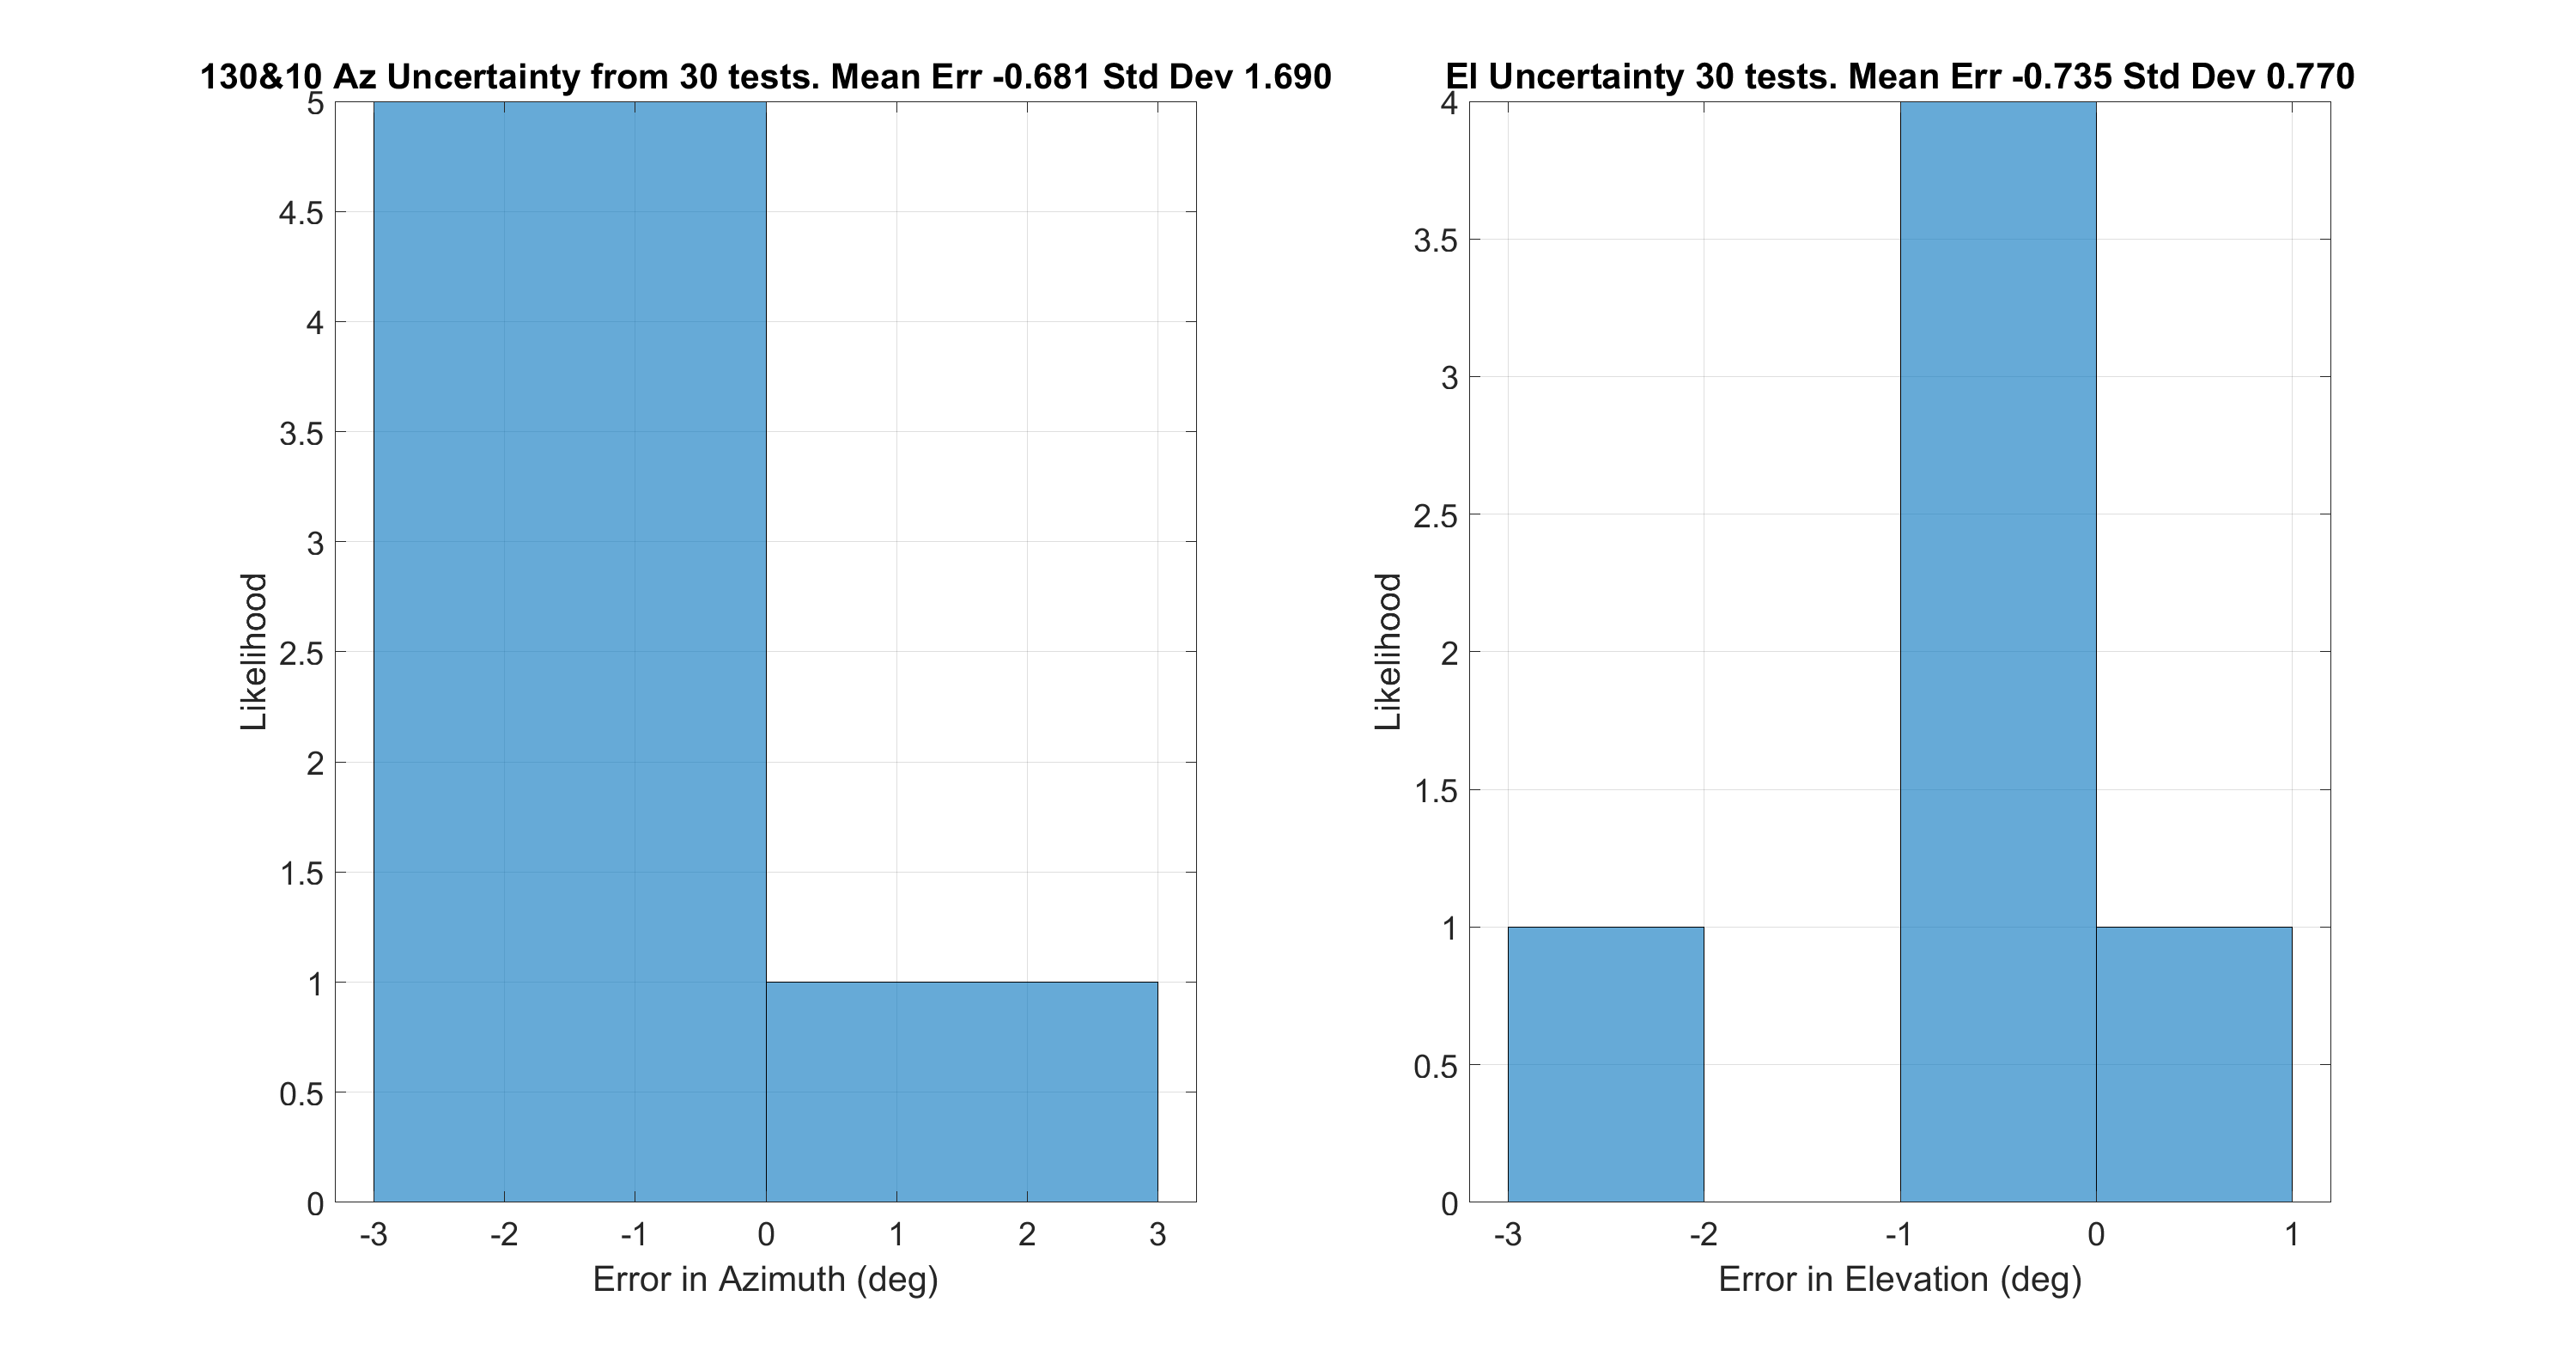 130&10 Az Uncertainty from 30 tests. Mean Err -0.681 Std Dev 1.690
5
4.5
4
3.5
3
2.5
2
1.5
1
0.5
0
Likelihood
-3 -2 -1 0 1 2 3
Error in Azimuth (deg)
El Uncertainty 30 tests. Mean Err -0.735 Std Dev 0.770
4
3.5
3
2.5
2
1.5
1
0.5
0
Likelihood
-3 -2 -1 0 1
Error in Elevation (deg)